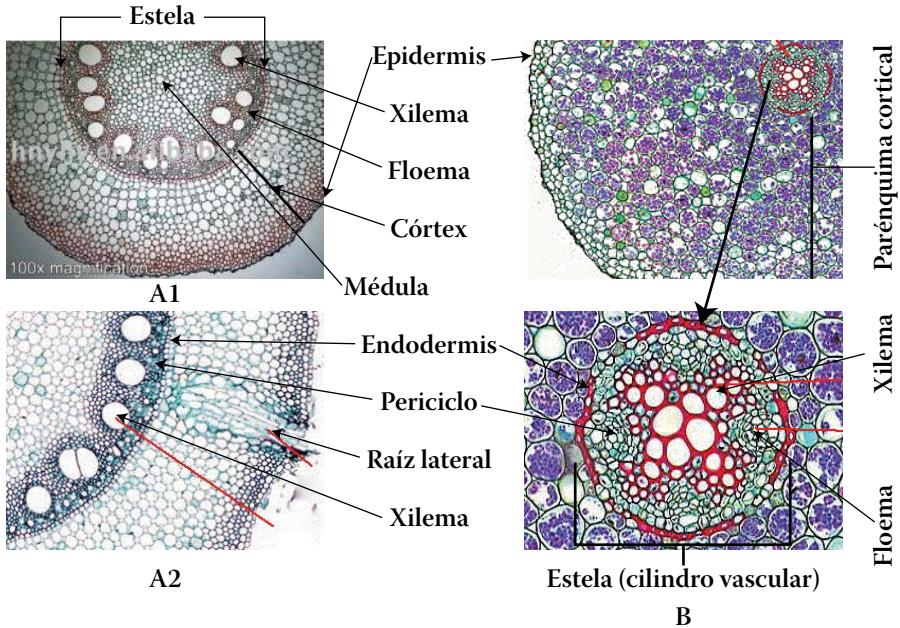 Estela
Epidermis
Xilema
Floema
Córtex
Médula
100x magnification
A1
Parénquima cortical
Endodermis
Periciclo
Raíz lateral
Xilema
A2
Xilema
Floema
Estela (cilindro vascular)
B